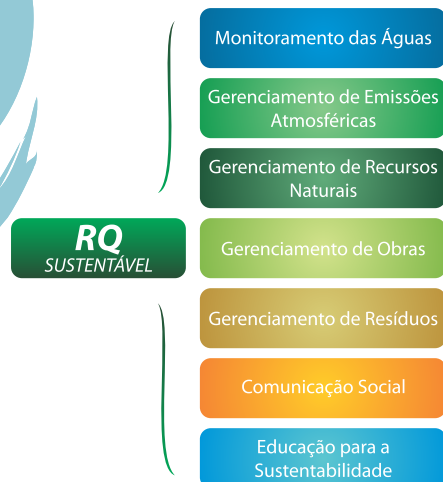 Monitoramento das Águas
Gerenciamento de Emissões
Atmosféricas
Gerenciamento de Recursos
Naturais
RQ
SUSTENTÁVEL
Gerenciamento de Obras
Gerenciamento de Resíduos
Comunicação Social
Educação para a
Sustentabilidade